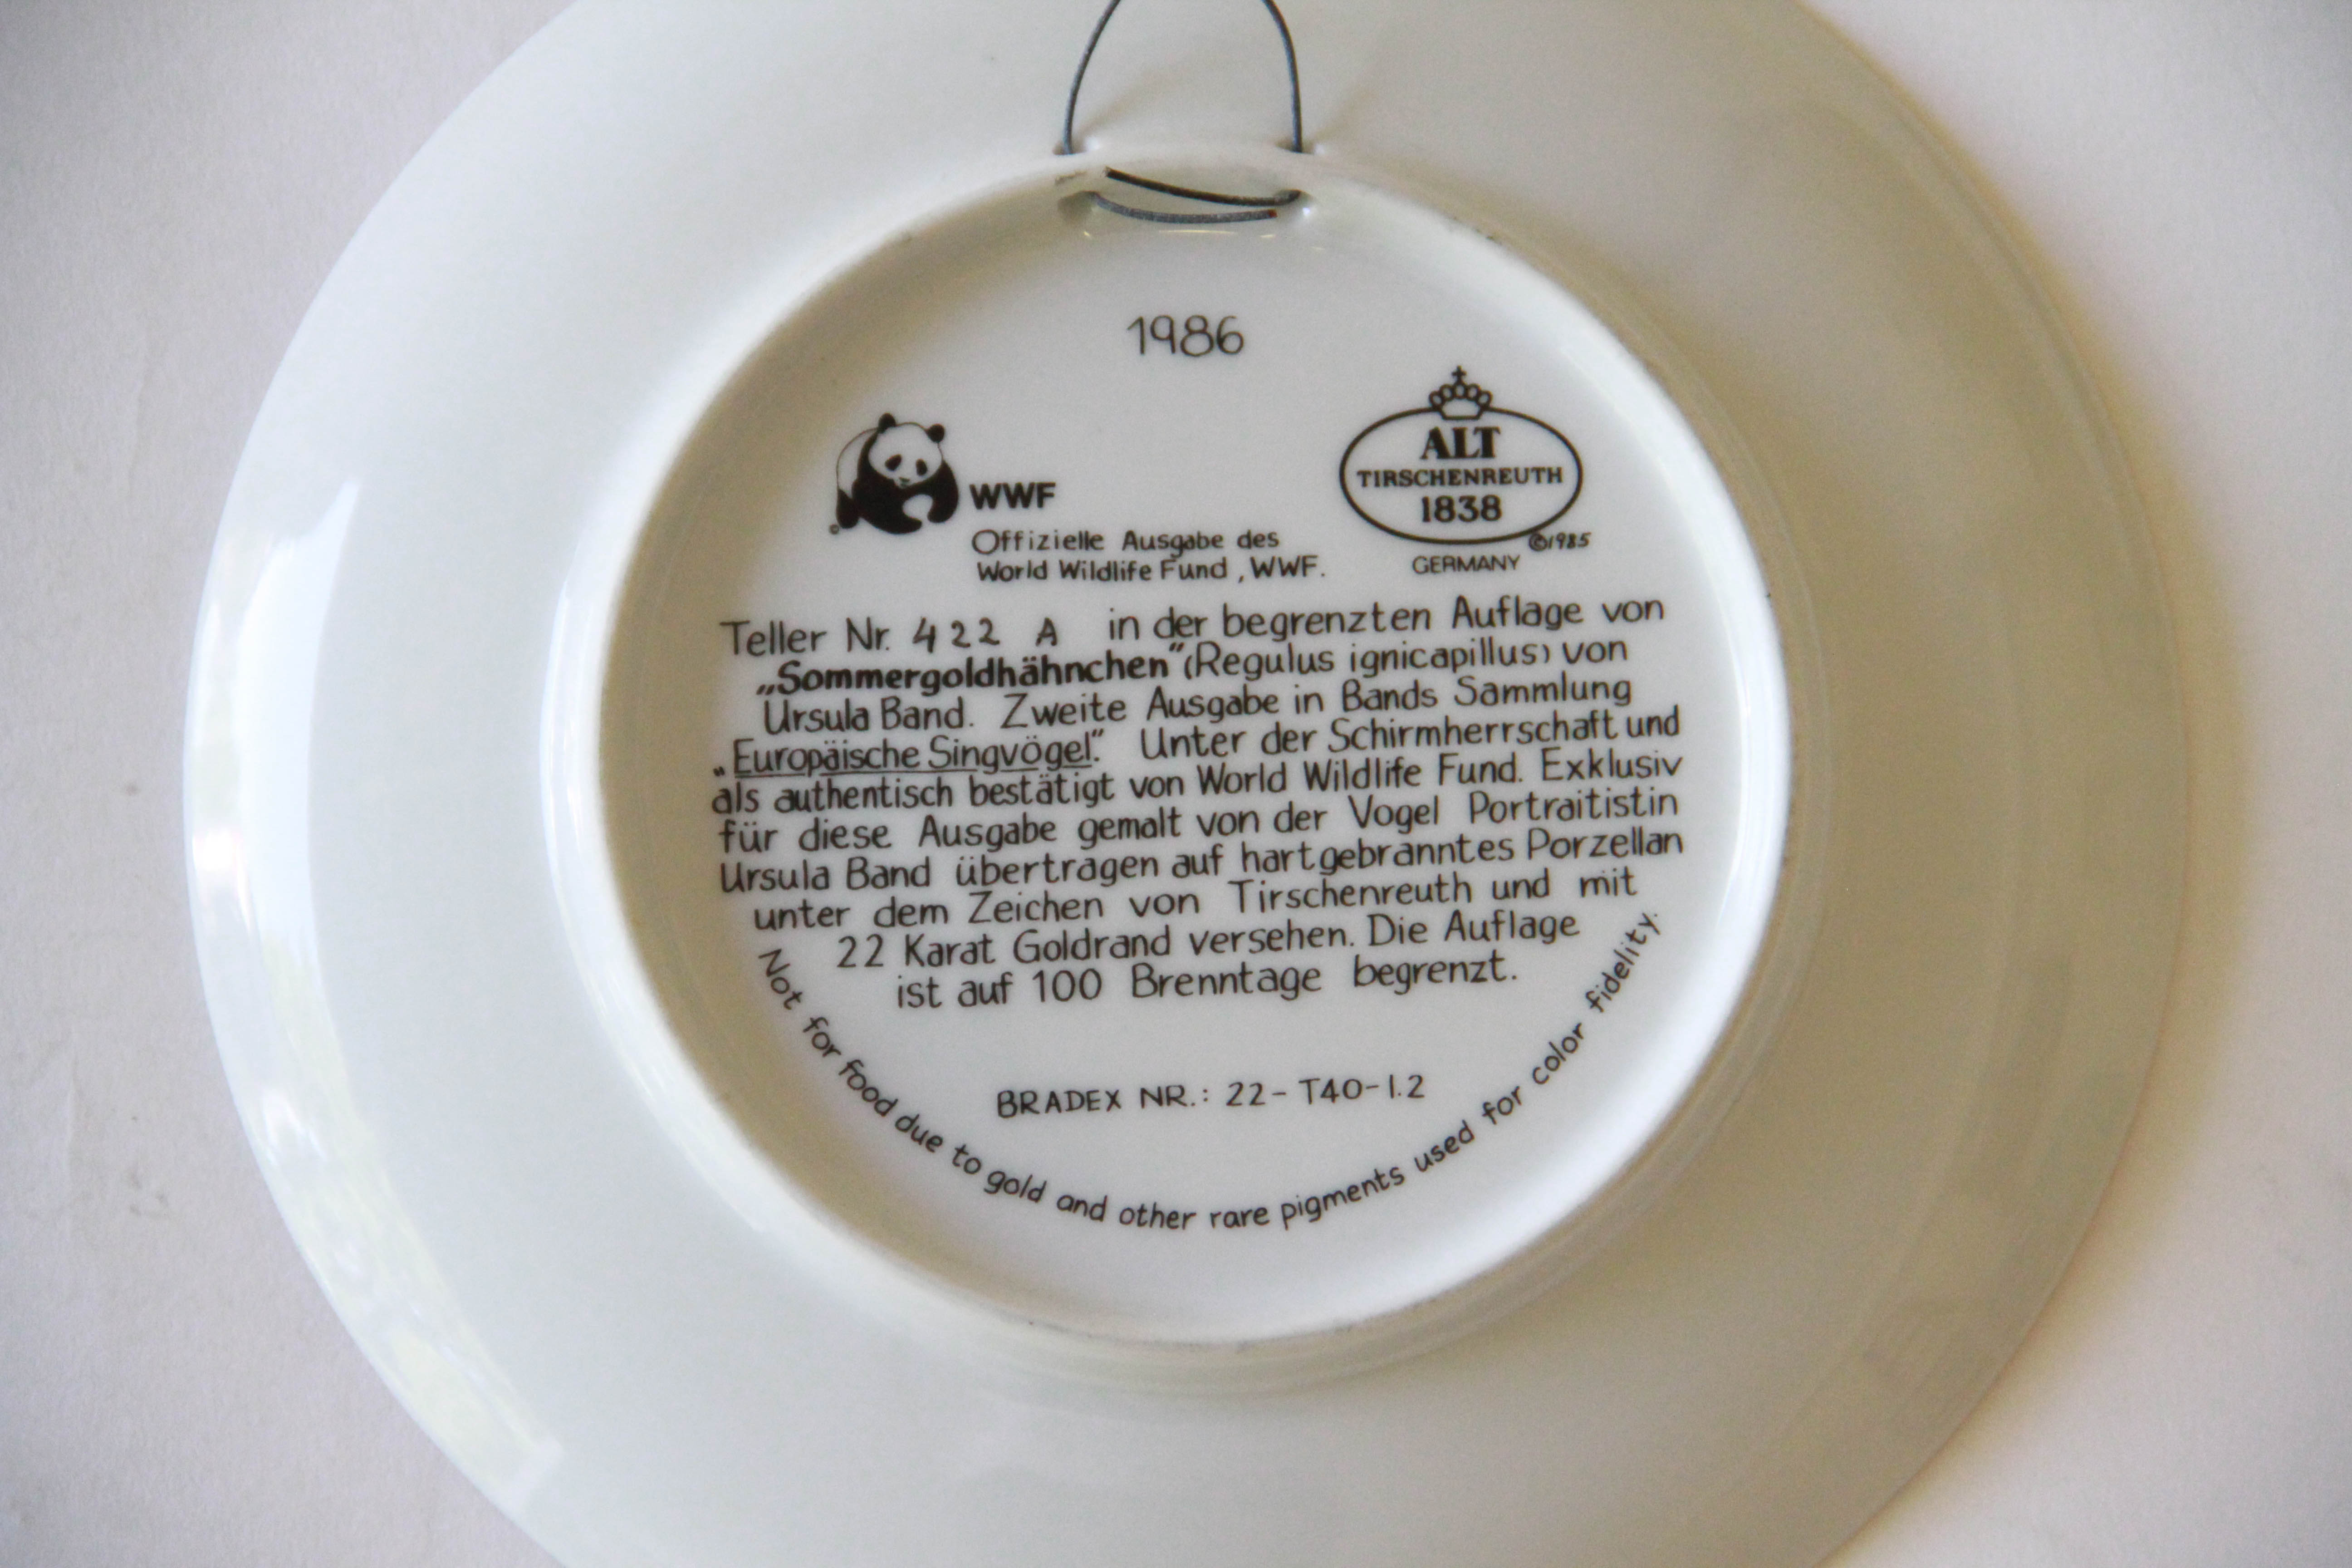 1986
WWF
Offizielle Ausgabe des
World Wildlife Fund, WWF.
ALT
TIRSCHENREUTH
1838
©1985
GERMANY
Teller Nr. 422 A in der begrenzten Auflage von
„Sommergoldhähnchen" (Regulus ignicapillus) von
Ursula Band. Zweite Ausgabe in Bands Sammlung
„Europäische Singvögel". Unter der Schirmherrschaft und
als authentisch bestätigt von World Wildlife Fund. Exklusiv
für diese Ausgabe gemalt von der Vogel Portraitistin
Ursula Band übertragen auf hartgebranntes Porzellan
unter dem Zeichen von Tirschenreuth und mit
22 Karat Goldrand versehen. Die Auflage
ist auf 100 Brenntage begrenzt.
BRADEX NR.: 22-T40-1.2
Not for food due to gold and other rare pigments used for color fidelity.